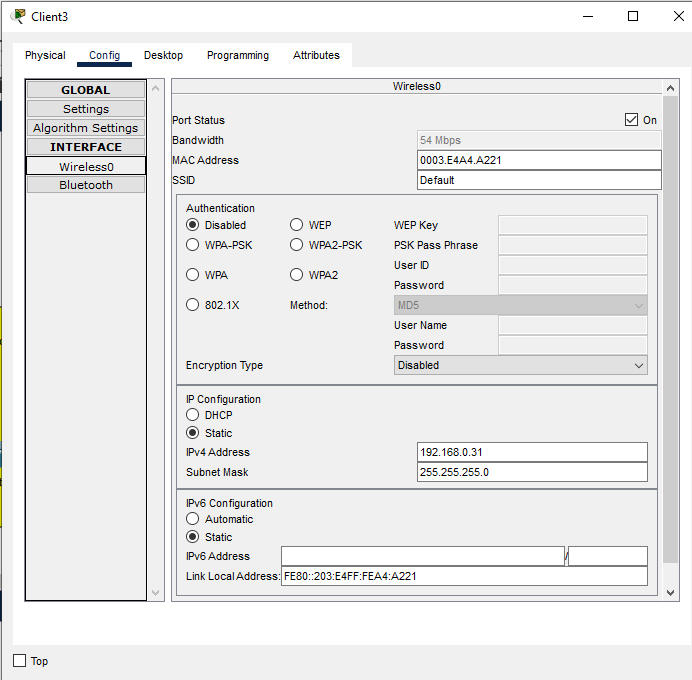 Client3
Physical Config Desktop Programming Attributes
GLOBAL
Settings
Algorithm Settings
INTERFACE
Wireless0
Bluetooth
Wireless0
Port Status On
Bandwidth 54 Mbps
MAC Address 0003.E4A4.A221
SSID Default
Authentication
Disabled WEP WEP Key
WPA-PSK WPA2-PSK PSK Pass Phrase
User ID
WPA WPA2
Password
802.1X Method: MD5
User Name
Password
Encryption Type Disabled
IP Configuration
DHCP
Static
IPv4 Address 192.168.0.31
Subnet Mask 255.255.255.0
IPv6 Configuration
Automatic
Static
IPv6 Address /
Link Local Address: FE80::203:E4FF:FEA4:A221
Top